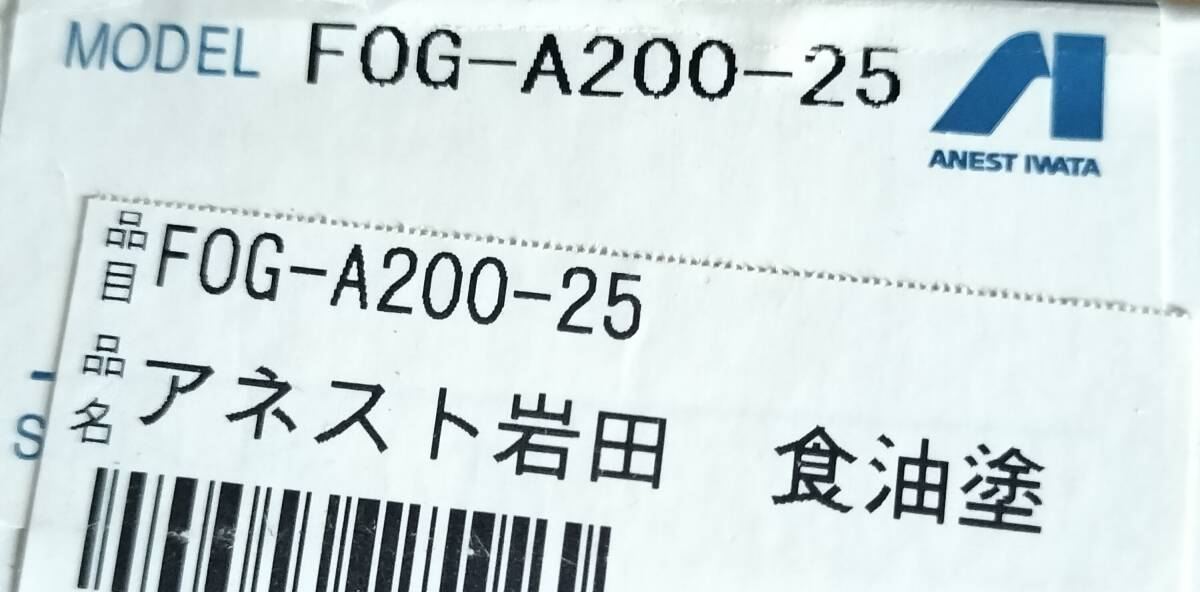 MODEL FOG-A200-25
ANEST IWATA
品目 FOG-A200-25
品名 アネスト岩田 食油塗
S